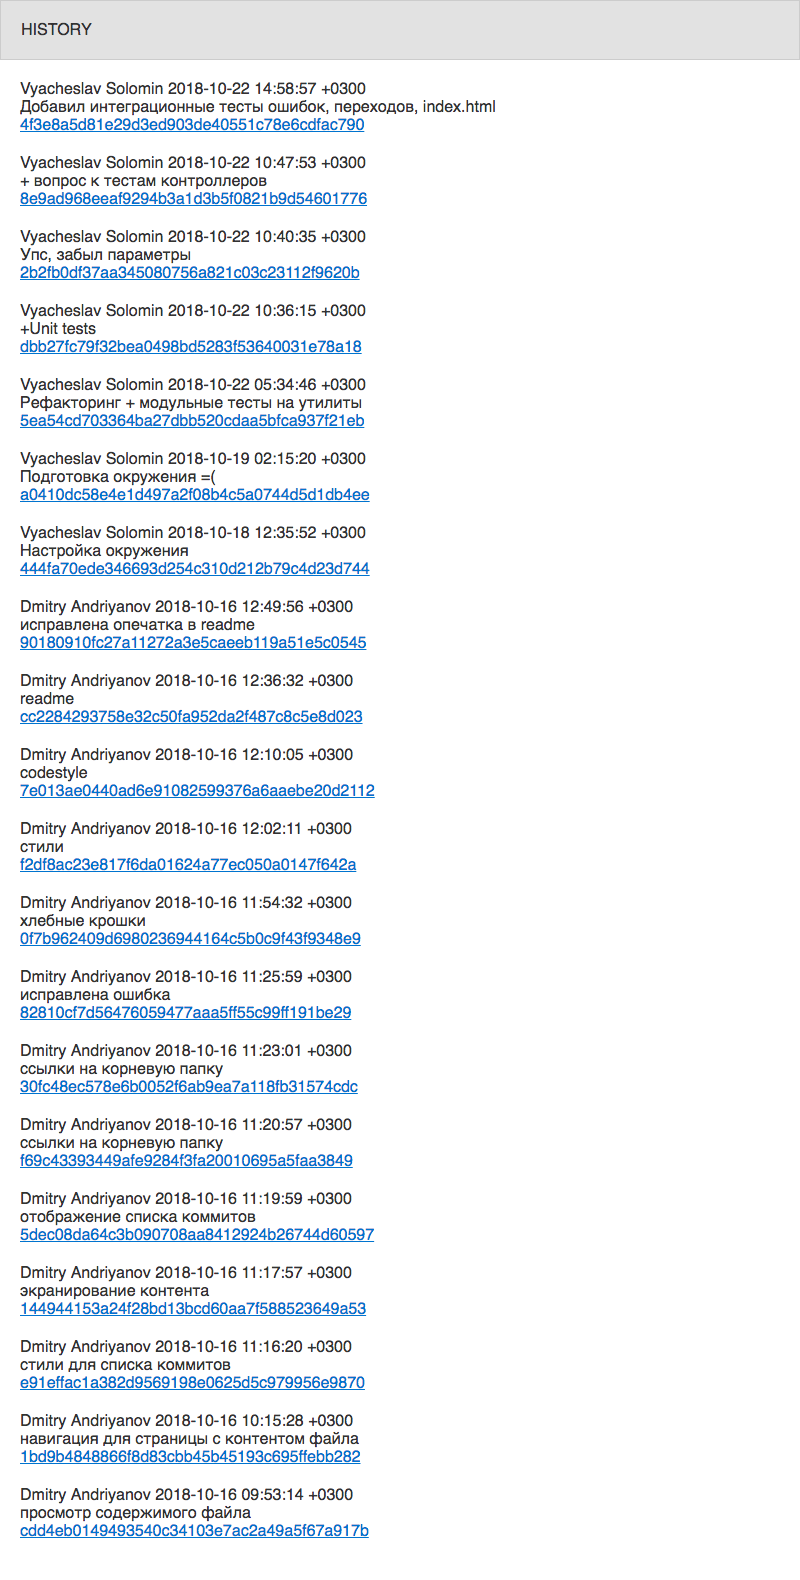 HISTORY
Vyacheslav Solomin 2018-10-22 14:58:57 +0300
Добавил интеграционные тесты ошибок, переходов, index.html
4f3e8a5d81e29d3ed903de40551c78e6cdfac790
Vyacheslav Solomin 2018-10-22 10:47:53 +0300
+ вопрос к тестам контроллеров
8e9ad968eeaf9294b3a1d3b5f0821b9d54601776
Vyacheslav Solomin 2018-10-22 10:40:35 +0300
Упс, забыл параметры
2b2fb0df37aa345080756a821c03c23112f9620b
Vyacheslav Solomin 2018-10-22 10:36:15 +0300
+Unit tests
dbb27fc79f32bea0498bd5283f53640031e78a18
Vyacheslav Solomin 2018-10-22 05:34:46 +0300
Рефакторинг + модульные тесты на утилиты
5ea54cd703364ba27dbb520cdaa5bfca937f21eb
Vyacheslav Solomin 2018-10-19 02:15:20 +0300
Подготовка окружения =(
a0410dc58e4e1d497a2f08b4c5a0744d5d1db4ee
Vyacheslav Solomin 2018-10-18 12:35:52 +0300
Настройка окружения
444fa70ede346693d254c310d212b79c4d23d744
Dmitry Andriyanov 2018-10-16 12:49:56 +0300
исправлена опечатка в readme
90180910fc27a11272a3e5caeeb119a51e5c0545
Dmitry Andriyanov 2018-10-16 12:36:32 +0300
readme
cc2284293758e32c50fa952da2f487c8c5e8d023
Dmitry Andriyanov 2018-10-16 12:10:05 +0300
codestyle
7e013ae0440ad6e91082599376a6aaebe20d2112
Dmitry Andriyanov 2018-10-16 12:02:11 +0300
стили
f2df8ac23e817f6da01624a77ec050a0147f642a
Dmitry Andriyanov 2018-10-16 11:54:32 +0300
хлебные крошки
0f7b962409d6980236944164c5b0c9f43f9348e9
Dmitry Andriyanov 2018-10-16 11:25:59 +0300
исправлена ошибка
82810cf7d56476059477aaa5ff55c99ff191be29
Dmitry Andriyanov 2018-10-16 11:23:01 +0300
ссылки на корневую папку
30fc48ec578e6b0052f6ab9ea7a118fb31574cdc
Dmitry Andriyanov 2018-10-16 11:20:57 +0300
ссылки на корневую папку
f69c43393449afe9284f3fa20010695a5faa3849
Dmitry Andriyanov 2018-10-16 11:19:59 +0300
отображение списка коммитов
5dec08da64c3b090708aa8412924b26744d60597
Dmitry Andriyanov 2018-10-16 11:17:57 +0300
экранирование контента
144944153a24f28bd13bcd60aa7f588523649a53
Dmitry Andriyanov 2018-10-16 11:16:20 +0300
стили для списка коммитов
e91effac1a382d9569198e0625d5c979956e9870
Dmitry Andriyanov 2018-10-16 10:15:28 +0300
навигация для страницы с контентом файла
1bd9b4848866f8d83cbb45b45193c695ffebb282
Dmitry Andriyanov 2018-10-16 09:53:14 +0300
просмотр содержимого файла
cdd4eb0149493540c34103e7ac2a49a5f67a917b